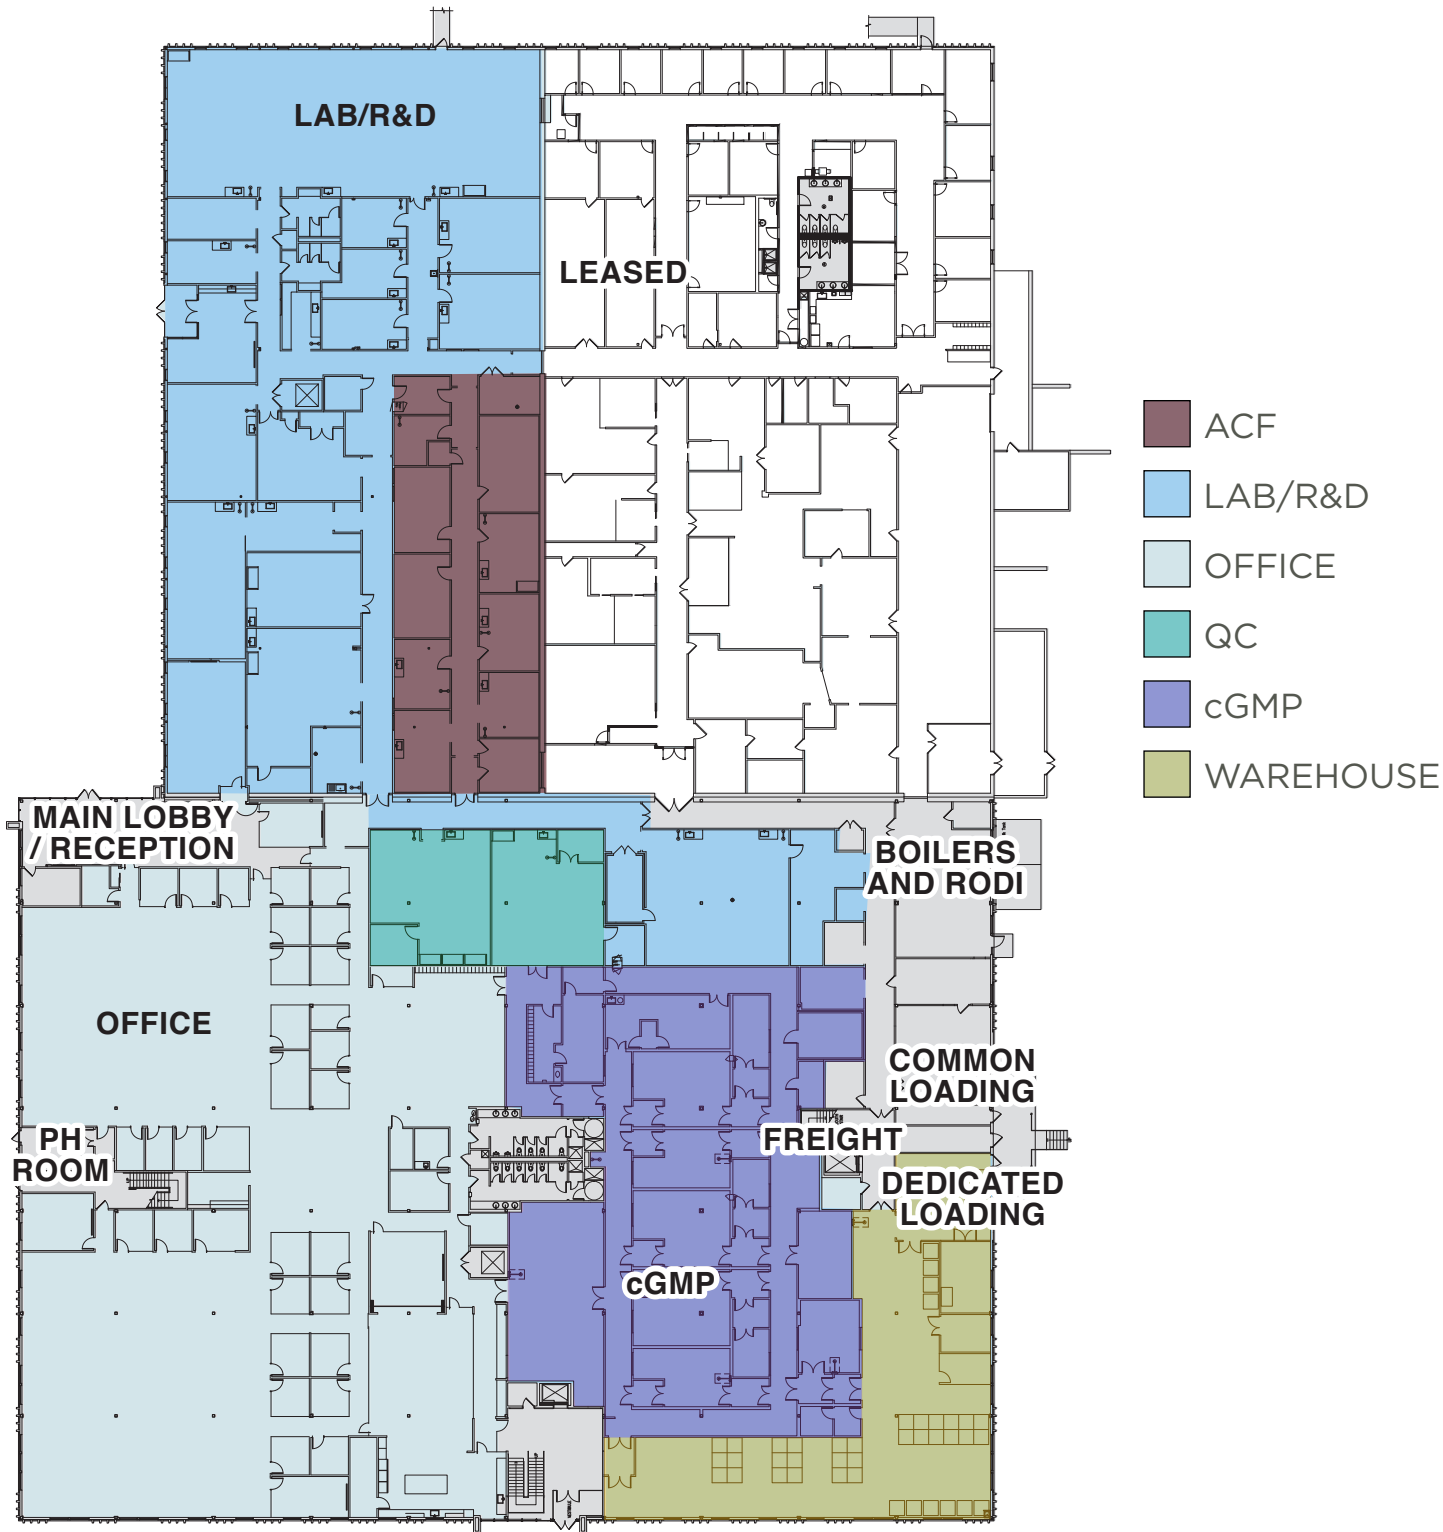 LAB/R&D
LEASED
ACF
LAB/R&D
OFFICE
QC
cGMP
WAREHOUSE
MAIN LOBBY
/ RECEPTION
BOILERS
AND RODI
OFFICE
COMMON
LOADING
PH
ROOM
FREIGHT
DEDICATED
LOADING
cGMP